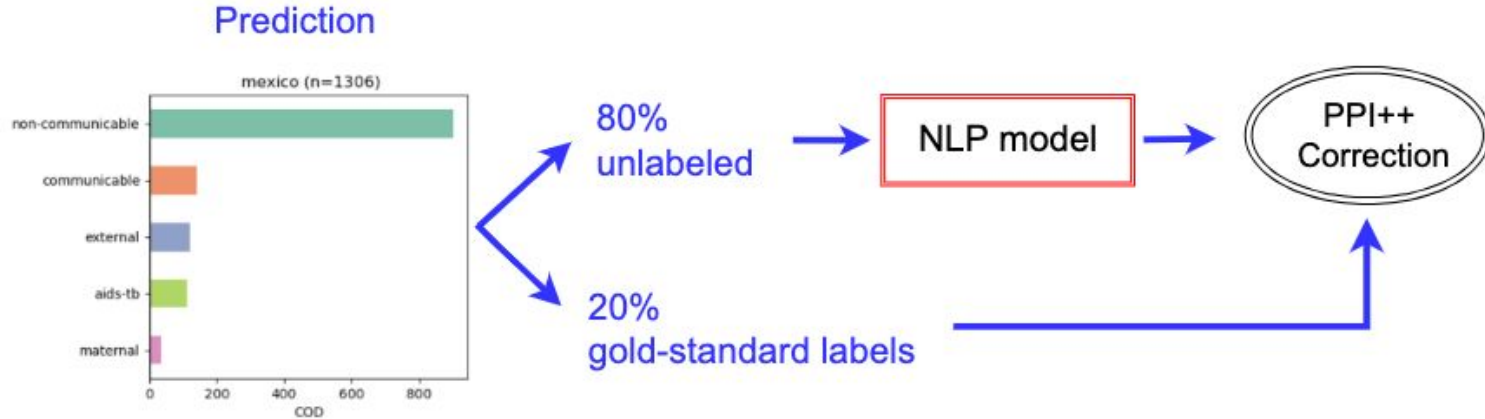 Prediction
mexico (n=1306)
non-communicable
communicable
external
aids-tb
maternal
0 200 400 600 800
COD
80%
unlabeled
20%
gold-standard labels
NLP model
PPI++
Correction